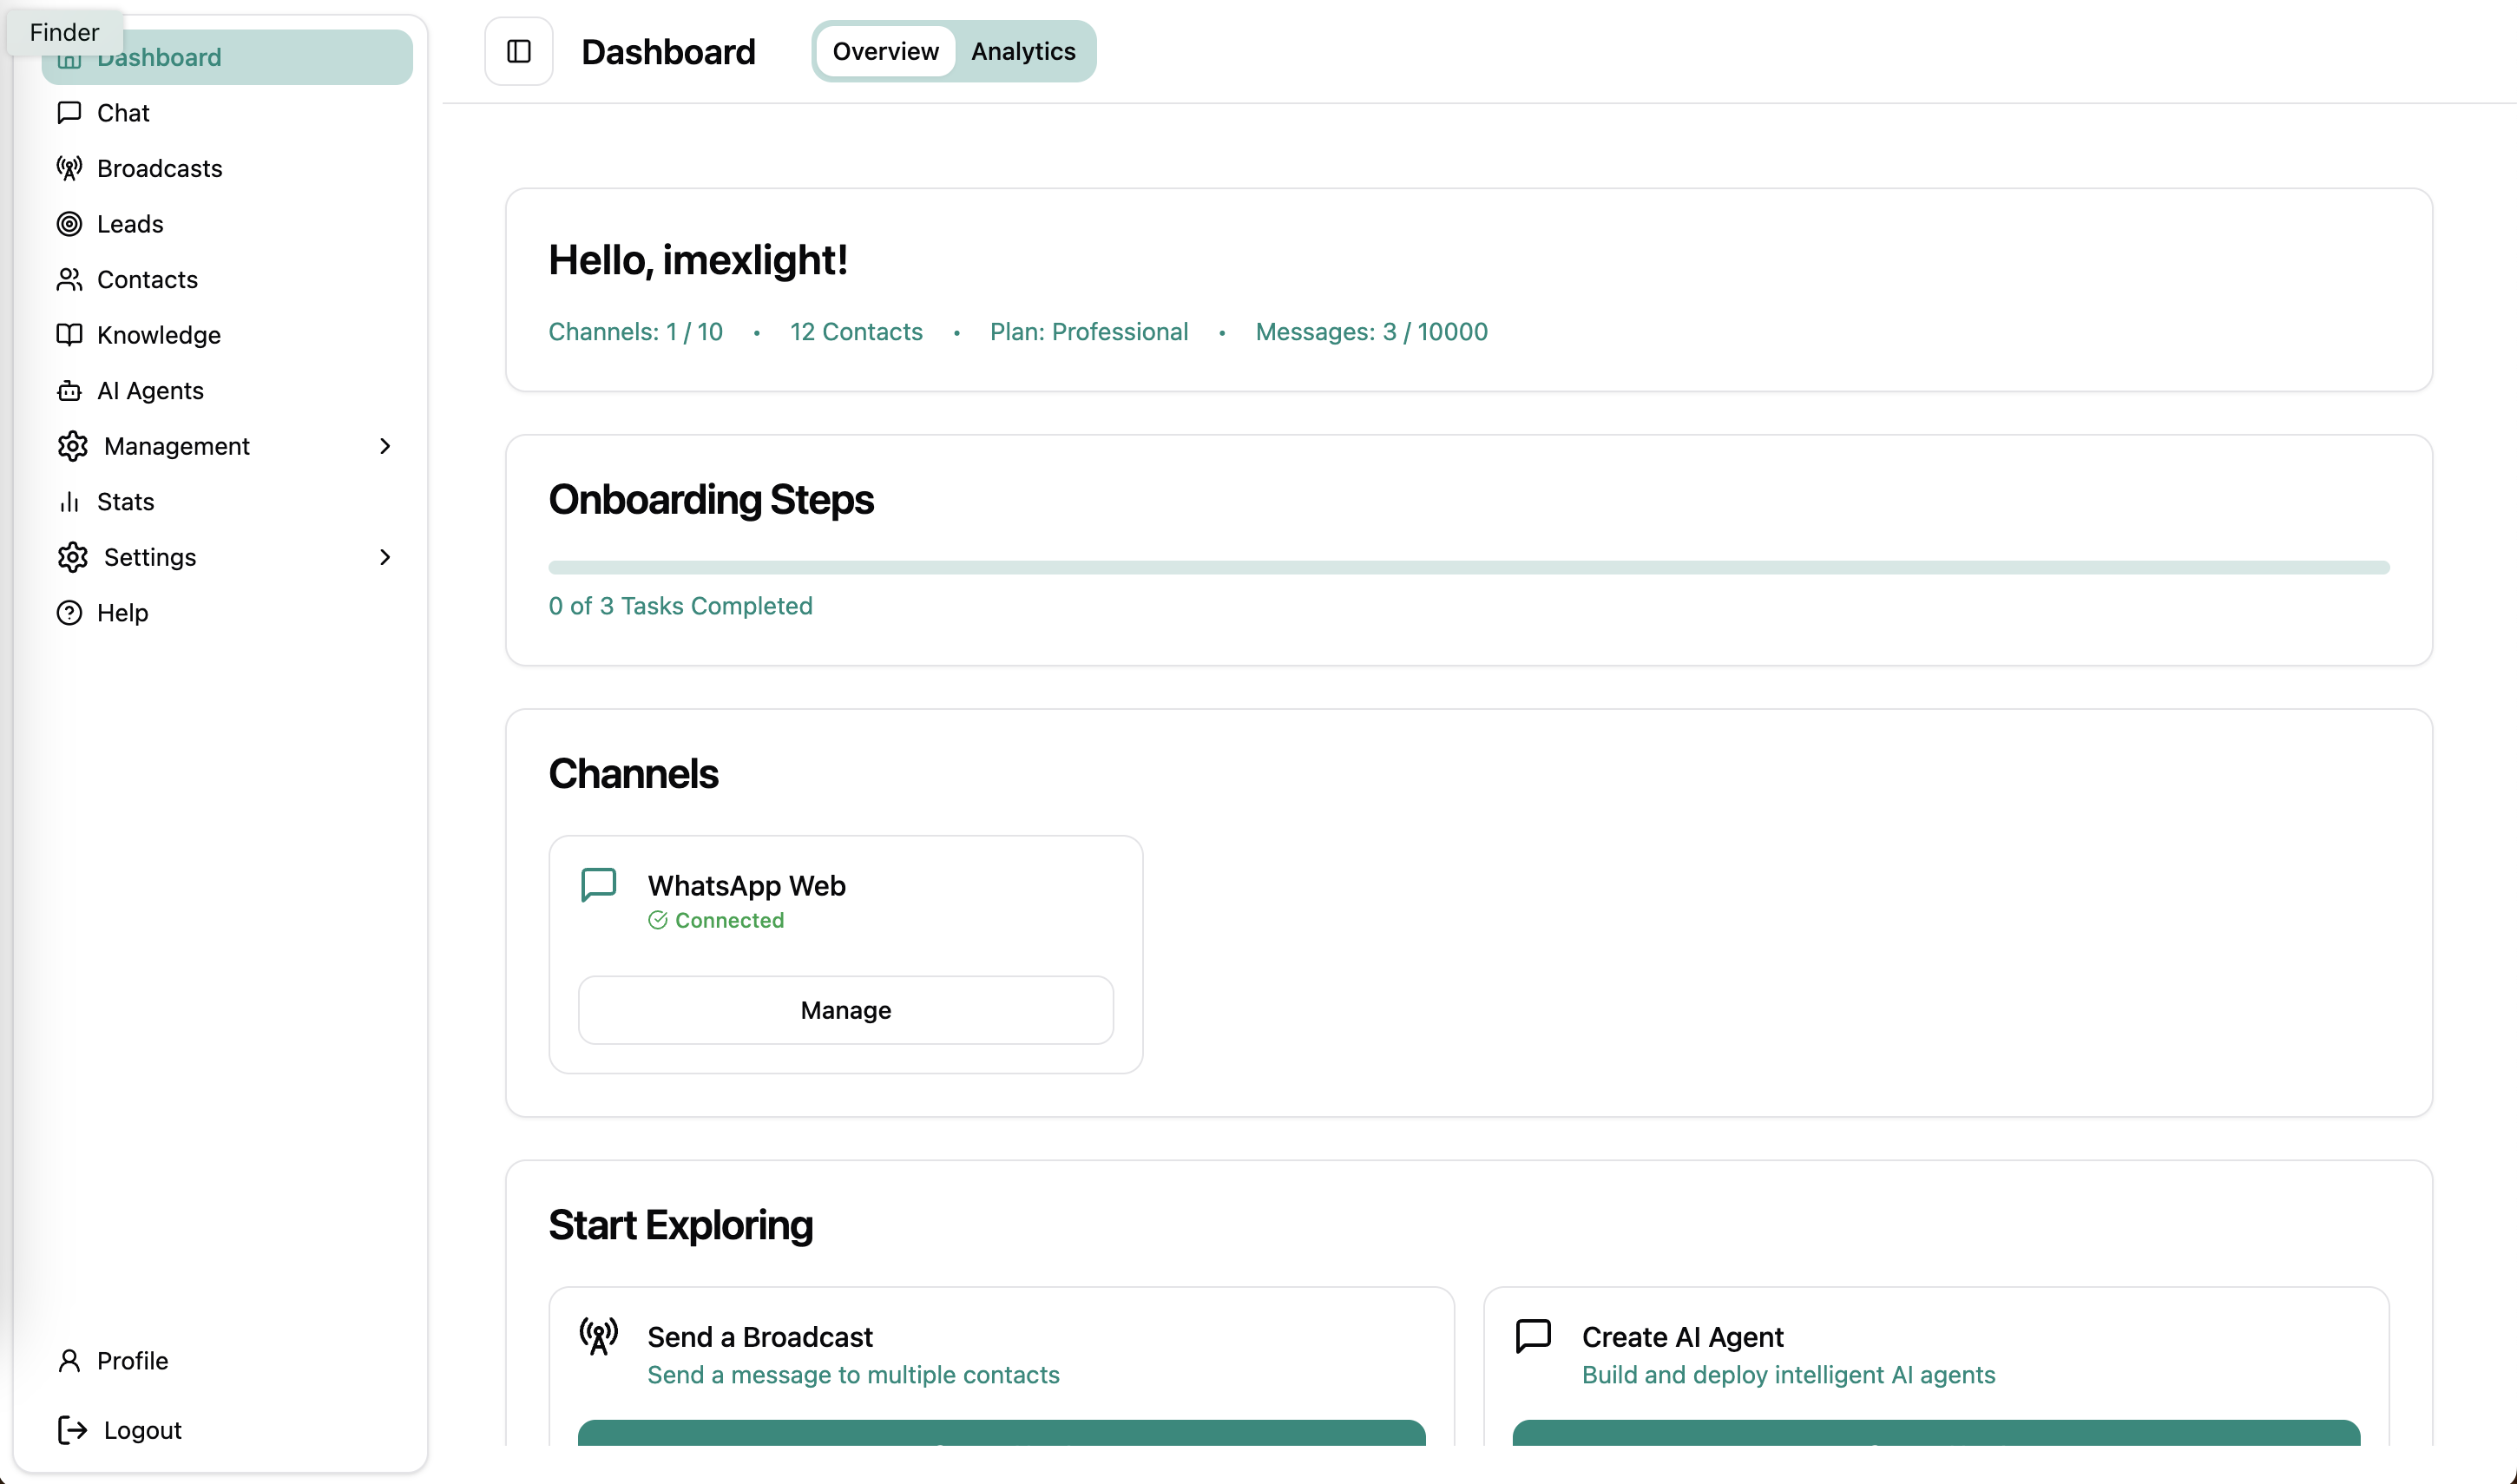 Finder
Dashboard
Chat
Broadcasts
Leads
Contacts
Knowledge
AI Agents
Management
Stats
Settings
Help
Profile
Logout
Dashboard
Overview
Analytics
Hello, imexlight!
Channels: 1 / 10 • 12 Contacts • Plan: Professional • Messages: 3 / 10000
Onboarding Steps
0 of 3 Tasks Completed
Channels
WhatsApp Web
Connected
Manage
Start Exploring
Send a Broadcast
Send a message to multiple contacts
Create AI Agent
Build and deploy intelligent AI agents